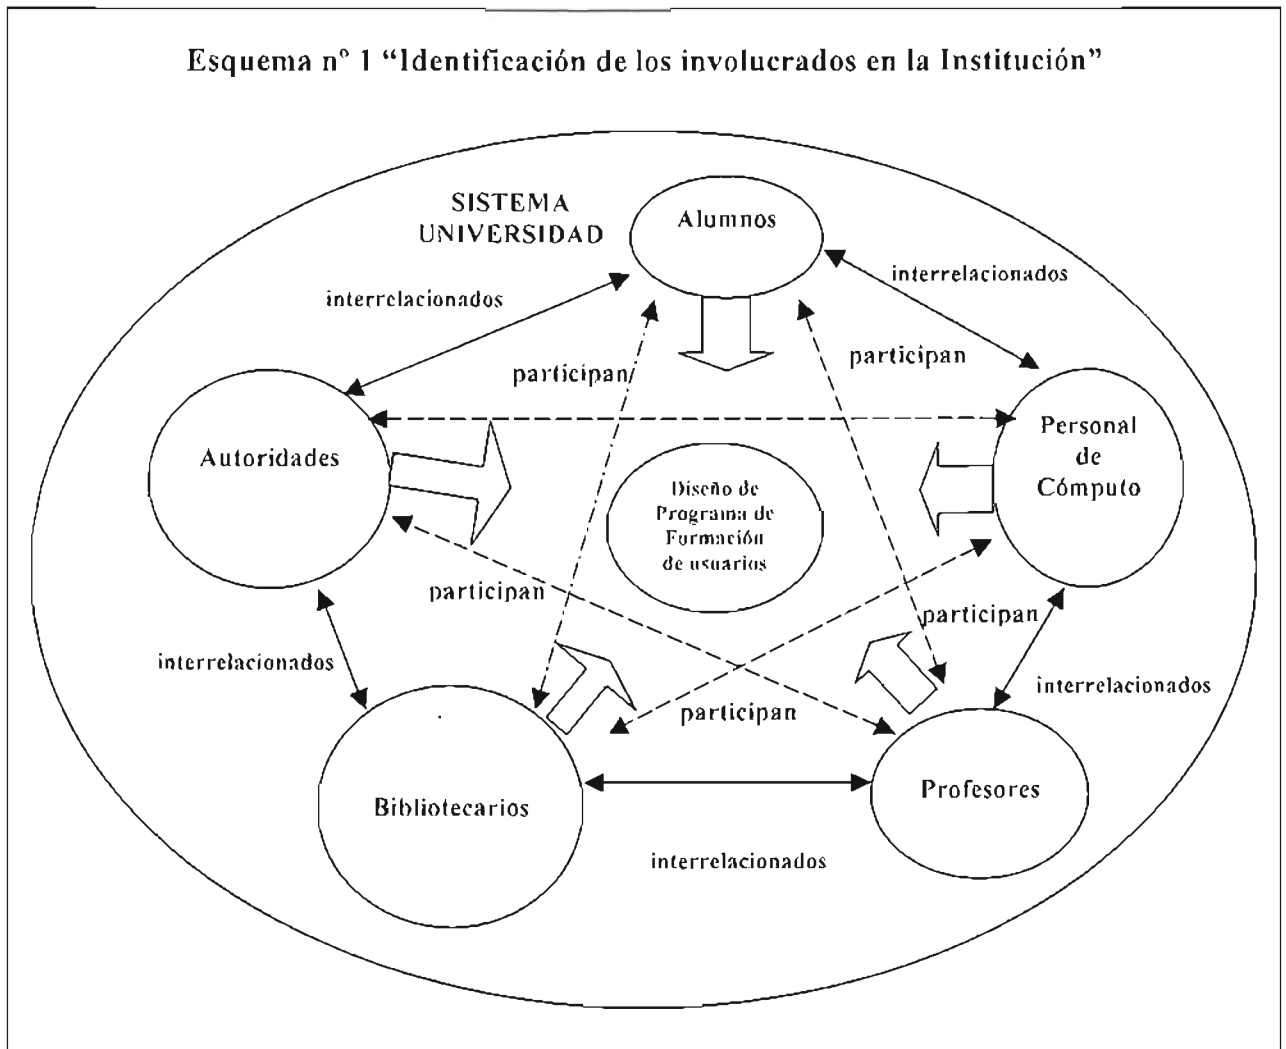 Esquema nº 1 “Identificación de los involucrados en la Institución”
SISTEMA
UNIVERSIDAD
Alumnos
interrelacionados
interrelacionados
participan
participan
Autoridades
Personal
de
Cómputo
Diseño de
Programa de
Formación
de usuarios
participan
participan
interrelacionados
interrelacionados
participan
Bibliotecarios
Profesores
interrelacionados